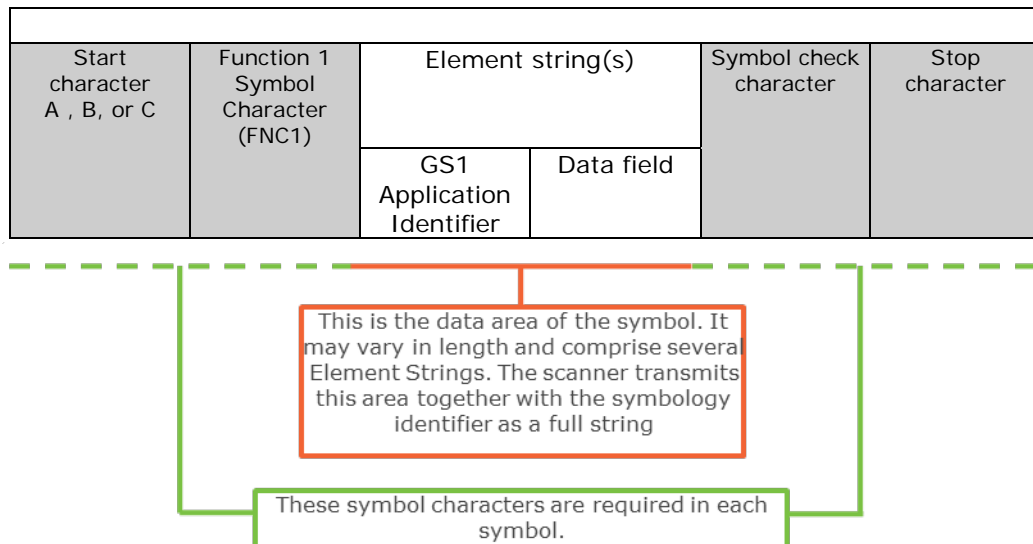 Start
character
A , B, or C
Function 1
Symbol
Character
(FNC1)
Element string(s)
Symbol check
character
Stop
character
GS1
Application
Identifier
Data field
This is the data area of the symbol. It
may vary in length and comprise several
Element Strings. The scanner transmits
this area together with the symbology
identifier as a full string
These symbol characters are required in each
symbol.